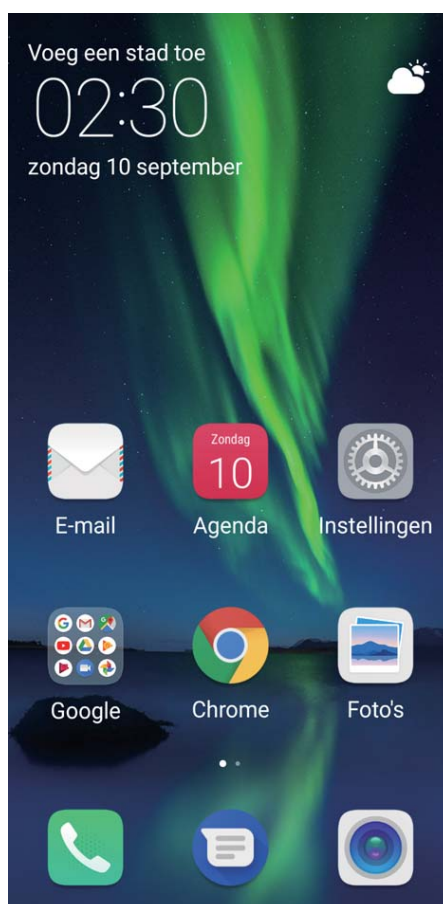 Voeg een stad toe
02:30
zondag 10 september
Zondag
10
E-mail
Agenda
Instellingen
Google
Chrome
Foto's